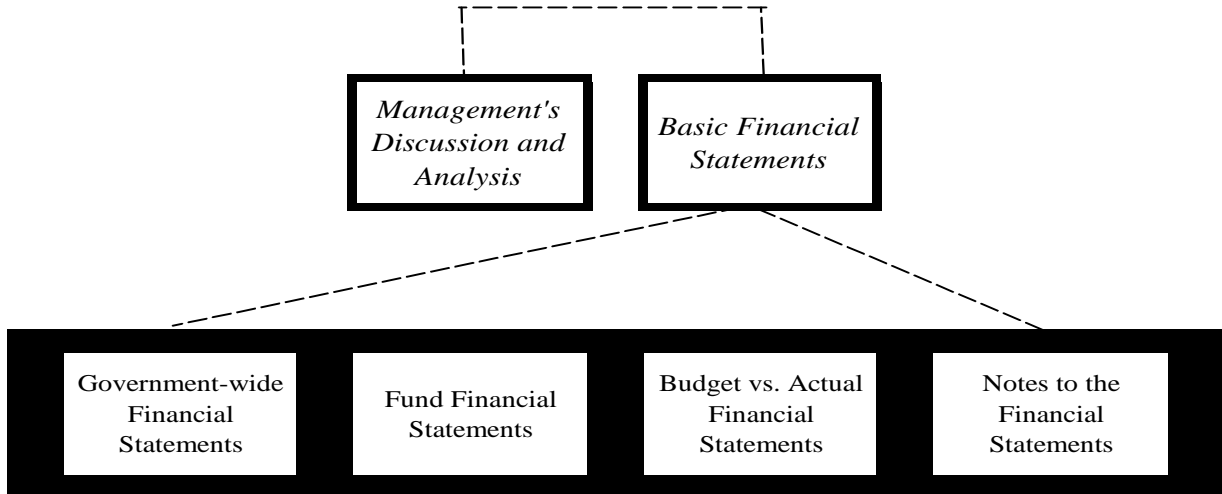 Management's
Discussion and
Analysis
Basic Financial
Statements
Government-wide
Financial
Statements
Fund Financial
Statements
Budget vs. Actual
Financial
Statements
Notes to the
Financial
Statements